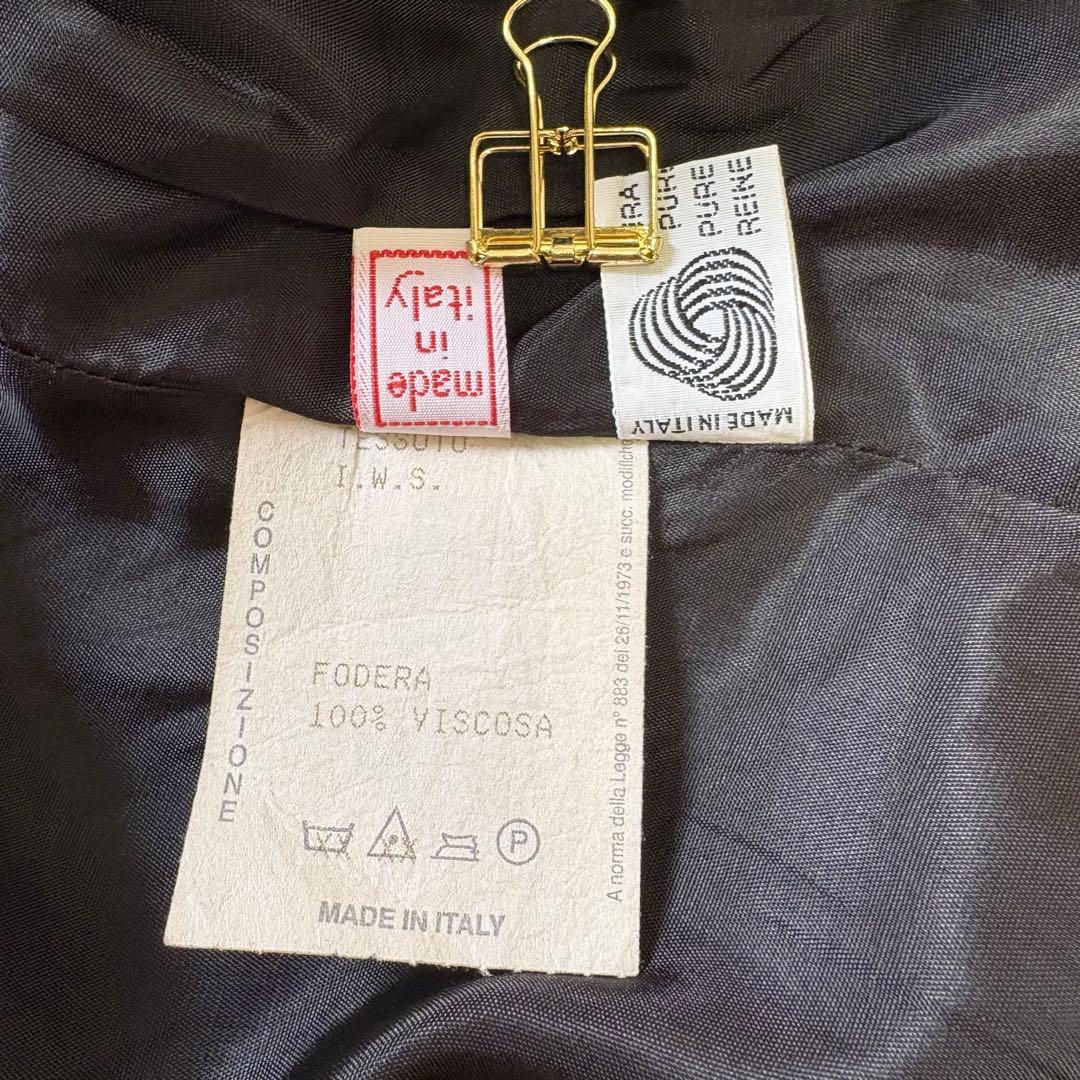 made
in
italy
PURE
PURE
REINE
MADE IN ITALY
TESSUTO
I.W.S.
COMPOSIZIONE
FODERA
100% VISCOSA
P
MADE IN ITALY
A norma della Legge n° 883 del 26/11/1973 e succ. modifiche